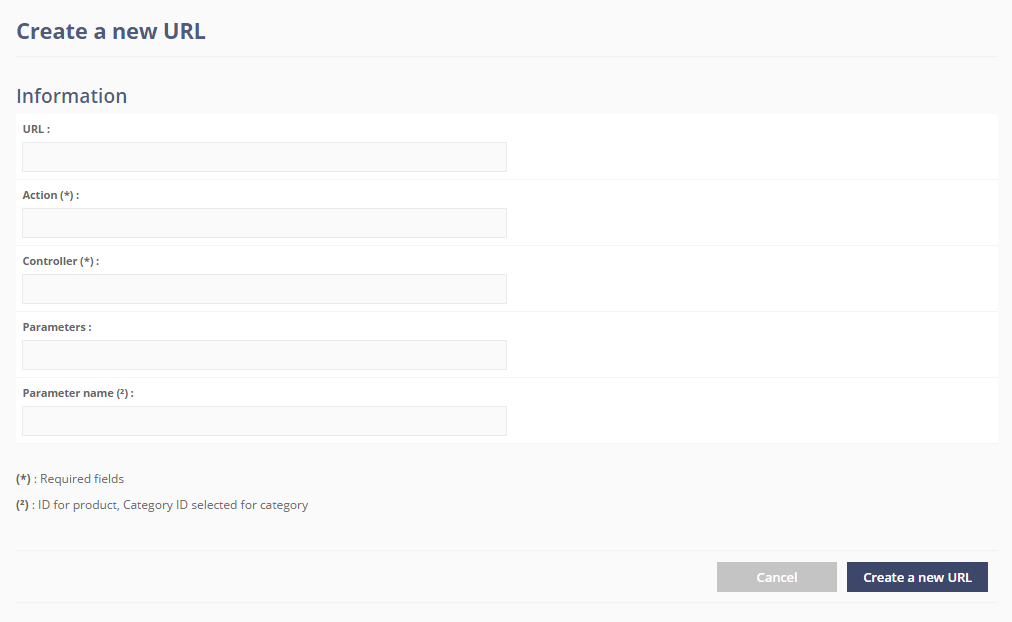 Create a new URL
Information
URL :
Action (*) :
Controller (*) :
Parameters :
Parameter name (²) :
(*) : Required fields
(²) : ID for product, Category ID selected for category
Cancel
Create a new URL